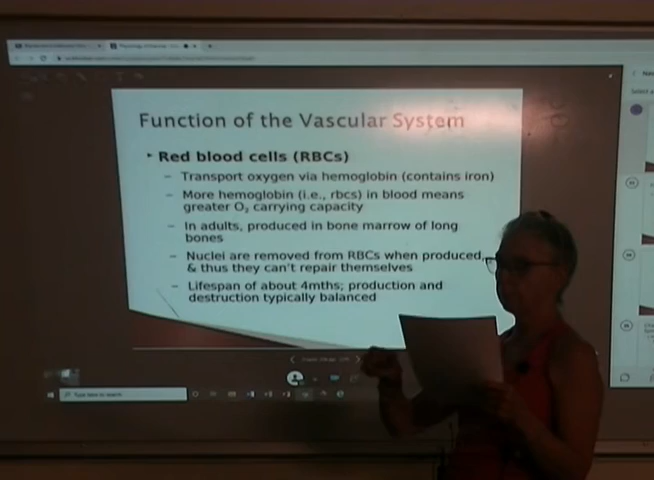 Function of the Vascular System
‣ Red blood cells (RBCs)
– Transport oxygen via hemoglobin (contains iron)
– More hemoglobin (i.e., rbcs) in blood means
greater O₂ carrying capacity
– In adults, produced in bone marrow of long
bones
– Nuclei are removed from RBCs when produced,
& thus they can't repair themselves
– Lifespan of about 4mths; production and
destruction typically balanced
Type here to search